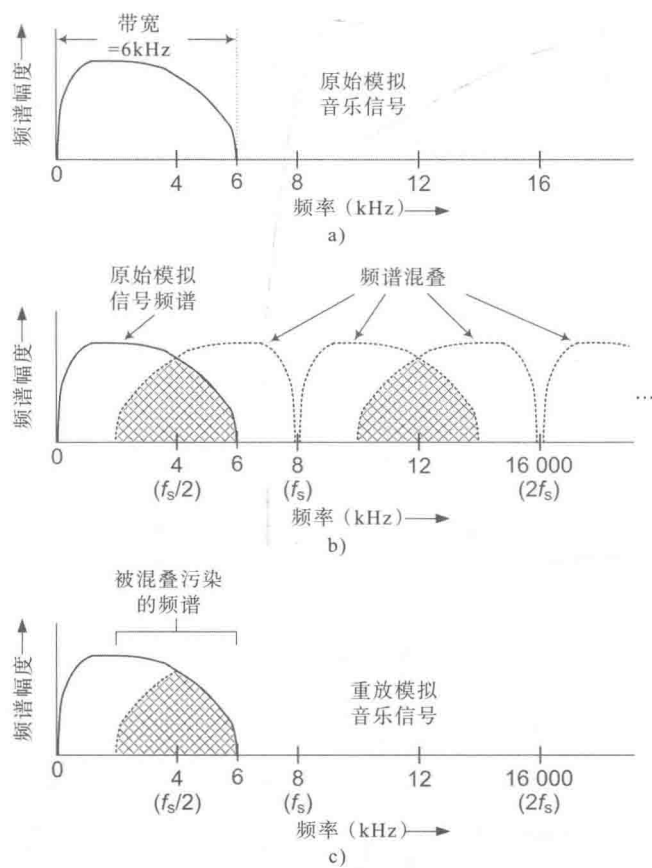 带宽
=6kHz
频谱幅度
原始模拟
音乐信号
0 4 6 8 12 16
频率（kHz）
a)
原始模拟
信号频谱
频谱混叠
频谱幅度
...
0 4 6 8 12 16 000
(fs/2) (fs) (2fs)
频率（kHz）
b)
被混叠污染
的频谱
频谱幅度
重放模拟
音乐信号
0 4 6 8 12 16 000
(fs/2) (fs) (2fs)
频率（kHz）
c)